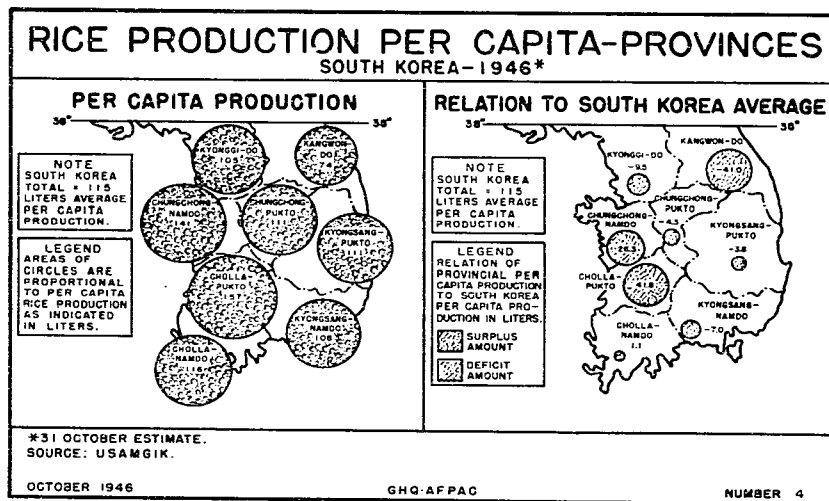 RICE PRODUCTION PER CAPITA-PROVINCES
SOUTH KOREA-1946*
PER CAPITA PRODUCTION
38°
38°
NOTE
SOUTH KOREA
TOTAL = 115
LITERS AVERAGE
PER CAPITA
PRODUCTION.
LEGEND
AREAS OF
CIRCLES ARE
PROPORTIONAL
TO PER CAPITA
RICE PRODUCTION
AS INDICATED
IN LITERS.
KYONGGI-DO
105
KANGWON-
DO
74
CHUNGCHONG-
NAMDO
141
CHUNGCHONG-
PUKTO
111
KYONGSANG-
PUKTO
111
CHOLLA-
PUKTO
157
KYONGSANG-
NAMDO
108
CHOLLA-
NAMDO
116
RELATION TO SOUTH KOREA AVERAGE
38°
38°
NOTE
SOUTH KOREA
TOTAL = 115
LITERS AVERAGE
PER CAPITA
PRODUCTION.
LEGEND
RELATION OF
PROVINCIAL PER
CAPITA PRODUCTION
TO SOUTH KOREA
PER CAPITA PRO-
DUCTION IN LITERS.
SURPLUS
AMOUNT
DEFICIT
AMOUNT
KYONGGI-DO
-9.5
KANGWON-DO
-41.0
CHUNGCHONG-
NAMDO
CHUNGCHONG-
PUKTO
-4.3
KYONGSANG-
PUKTO
-3.8
CHOLLA-
PUKTO
41.8
KYONGSANG-
NAMDO
-7.0
CHOLLA-
NAMDO
1.1
*31 OCTOBER ESTIMATE.
SOURCE: USAMGIK.
OCTOBER 1946
GHQ-AFPAC
NUMBER 4